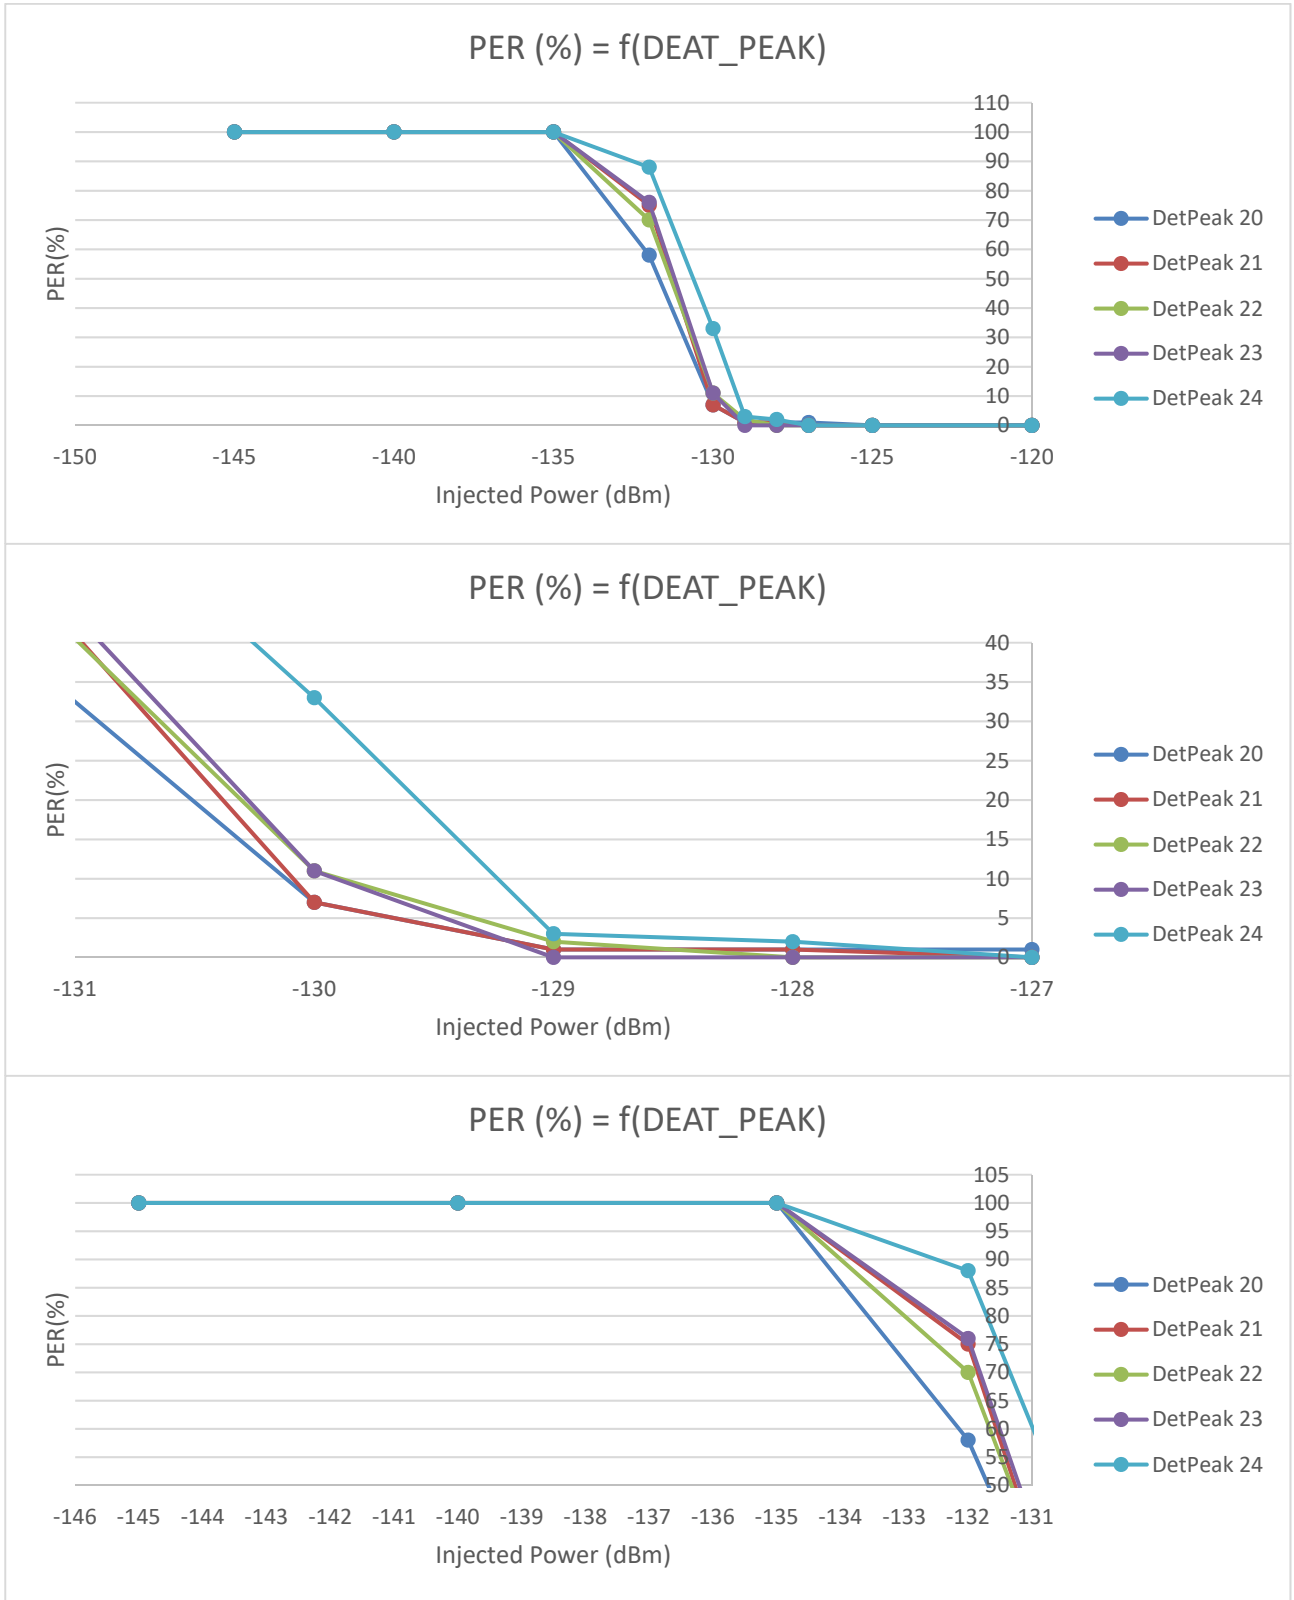 PER (%) = f(DEAT_PEAK)
110
100
90
80
70
60
50
40
30
20
10
0
PER(%)
-150 -145 -140 -135 -130 -125 -120
Injected Power (dBm)
DetPeak 20
DetPeak 21
DetPeak 22
DetPeak 23
DetPeak 24
PER (%) = f(DEAT_PEAK)
40
35
30
25
20
15
10
5
0
PER(%)
-131 -130 -129 -128 -127
Injected Power (dBm)
DetPeak 20
DetPeak 21
DetPeak 22
DetPeak 23
DetPeak 24
PER (%) = f(DEAT_PEAK)
105
100
95
90
85
80
75
70
65
60
55
50
PER(%)
-146 -145 -144 -143 -142 -141 -140 -139 -138 -137 -136 -135 -134 -133 -132 -131
Injected Power (dBm)
DetPeak 20
DetPeak 21
DetPeak 22
DetPeak 23
DetPeak 24